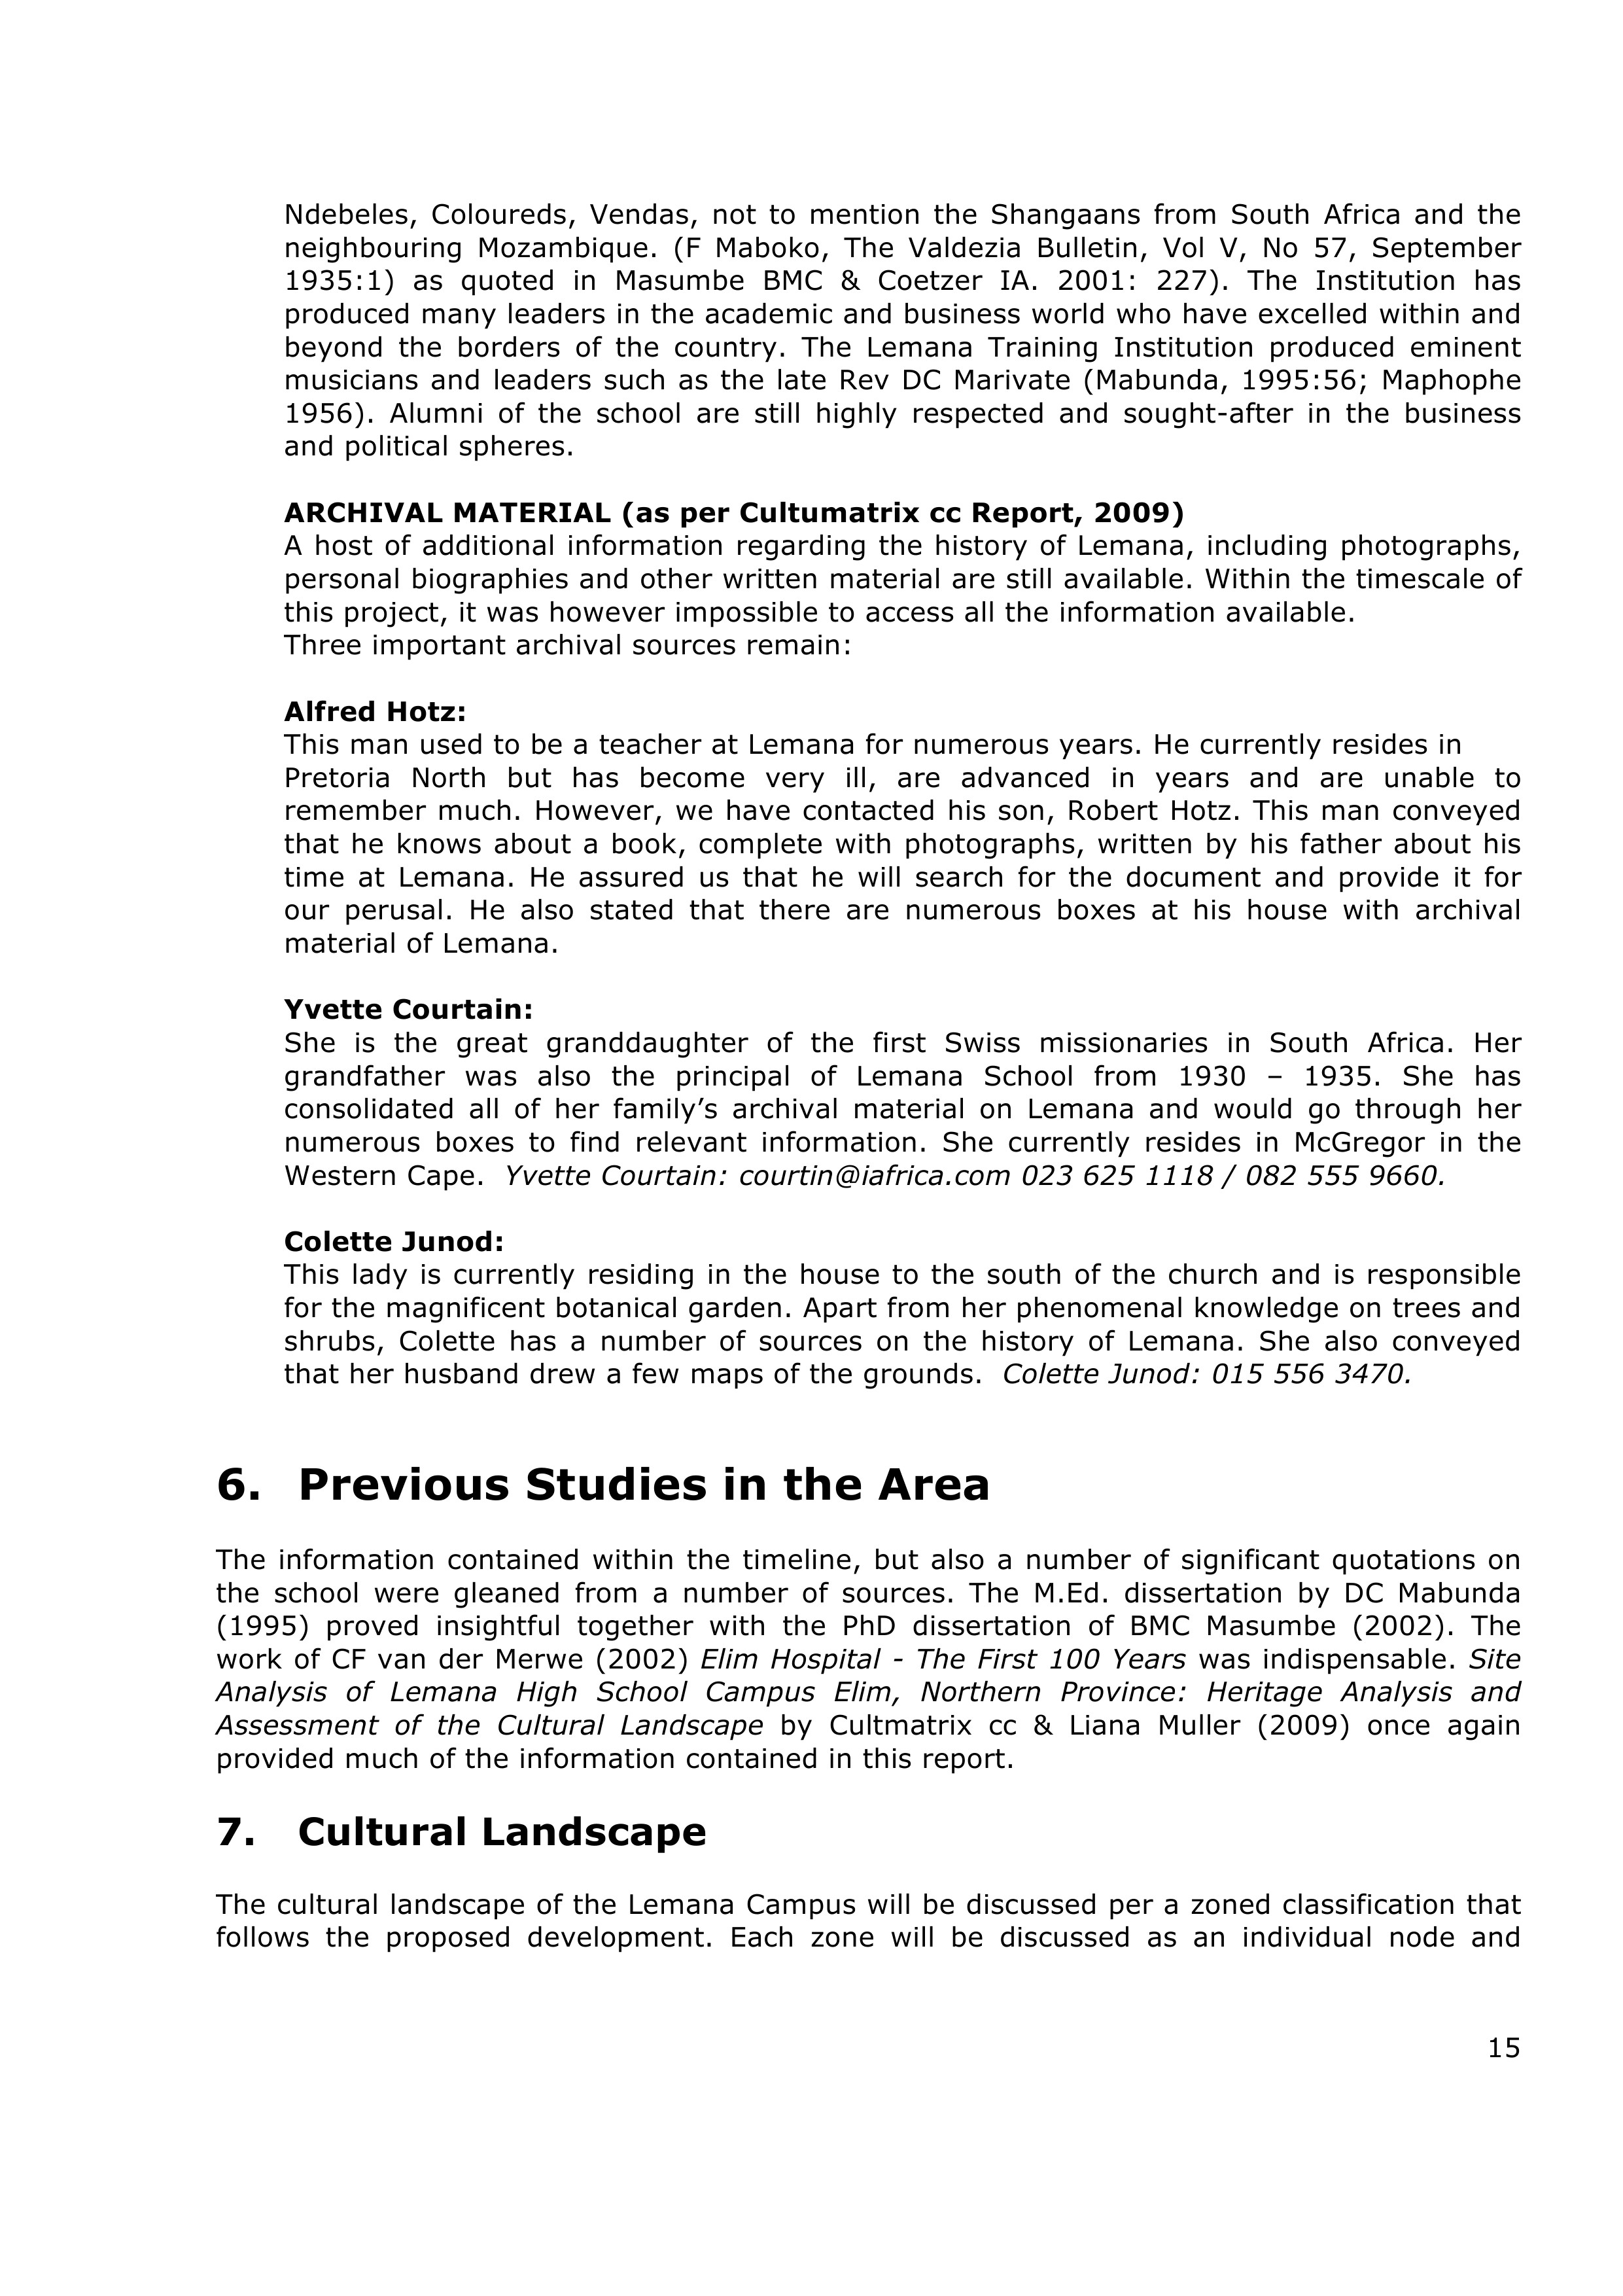 Ndebeles, Coloureds, Vendas, not to mention the Shangaans from South Africa and the
neighbouring Mozambique. (F Maboko, The Valdezia Bulletin, Vol V, No 57, September
1935:1) as quoted in Masumbe BMC & Coetzer IA. 2001: 227). The Institution has
produced many leaders in the academic and business world who have excelled within and
beyond the borders of the country. The Lemana Training Institution produced eminent
musicians and leaders such as the late Rev DC Marivate (Mabunda, 1995:56; Maphophe
1956). Alumni of the school are still highly respected and sought-after in the business
and political spheres.
ARCHIVAL MATERIAL (as per Cultumatrix cc Report, 2009)
A host of additional information regarding the history of Lemana, including photographs,
personal biographies and other written material are still available. Within the timescale of
this project, it was however impossible to access all the information available.
Three important archival sources remain:
Alfred Hotz:
This man used to be a teacher at Lemana for numerous years. He currently resides in
Pretoria North but has become very ill, are advanced in years and are unable to
remember much. However, we have contacted his son, Robert Hotz. This man conveyed
that he knows about a book, complete with photographs, written by his father about his
time at Lemana. He assured us that he will search for the document and provide it for
our perusal. He also stated that there are numerous boxes at his house with archival
material of Lemana.
Yvette Courtain:
She is the great granddaughter of the first Swiss missionaries in South Africa. Her
grandfather was also the principal of Lemana School from 1930 – 1935. She has
consolidated all of her family’s archival material on Lemana and would go through her
numerous boxes to find relevant information. She currently resides in McGregor in the
Western Cape. Yvette Courtain: courtin@iafrica.com 023 625 1118 / 082 555 9660.
Colette Junod:
This lady is currently residing in the house to the south of the church and is responsible
for the magnificent botanical garden. Apart from her phenomenal knowledge on trees and
shrubs, Colette has a number of sources on the history of Lemana. She also conveyed
that her husband drew a few maps of the grounds. Colette Junod: 015 556 3470.
6. Previous Studies in the Area
The information contained within the timeline, but also a number of significant quotations on
the school were gleaned from a number of sources. The M.Ed. dissertation by DC Mabunda
(1995) proved insightful together with the PhD dissertation of BMC Masumbe (2002). The
work of CF van der Merwe (2002) Elim Hospital - The First 100 Years was indispensable. Site
Analysis of Lemana High School Campus Elim, Northern Province: Heritage Analysis and
Assessment of the Cultural Landscape by Cultmatrix cc & Liana Muller (2009) once again
provided much of the information contained in this report.
7. Cultural Landscape
The cultural landscape of the Lemana Campus will be discussed per a zoned classification that
follows the proposed development. Each zone will be discussed as an individual node and
15